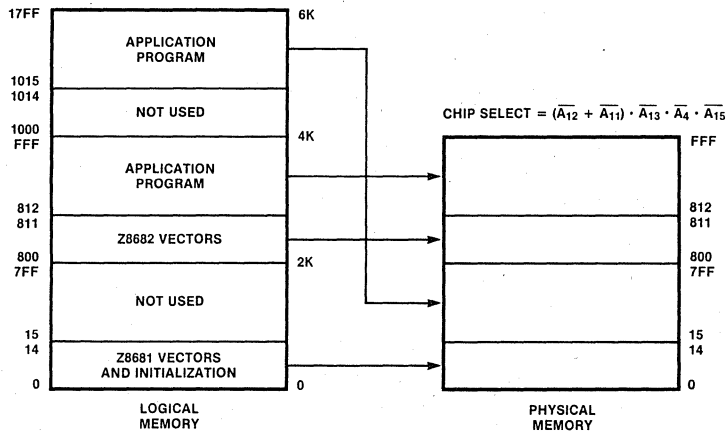 17FF
6K
APPLICATION
PROGRAM
1015
1014
NOT USED
CHIP SELECT = (A̅₁₂ + A̅₁₁) · A̅₁₃ · A̅₄ · A̅₁₅
1000
FFF
4K
FFF
APPLICATION
PROGRAM
812
811
812
811
Z8682 VECTORS
800
7FF
2K
800
7FF
NOT USED
15
14
15
14
Z8681 VECTORS
AND INITIALIZATION
0
0
0
LOGICAL
MEMORY
PHYSICAL
MEMORY